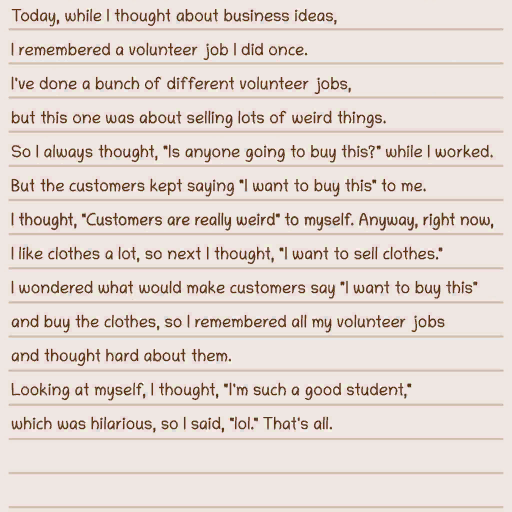 Today, while I thought about business ideas,
I remembered a volunteer job I did once.
I've done a bunch of different volunteer jobs,
but this one was about selling lots of weird things.
So I always thought, "Is anyone going to buy this?" while I worked.
But the customers kept saying "I want to buy this" to me.
I thought, "Customers are really weird" to myself. Anyway, right now,
I like clothes a lot, so next I thought, "I want to sell clothes."
I wondered what would make customers say "I want to buy this"
and buy the clothes, so I remembered all my volunteer jobs
and thought hard about them.
Looking at myself, I thought, "I'm such a good student,"
which was hilarious, so I said, "lol." That's all.